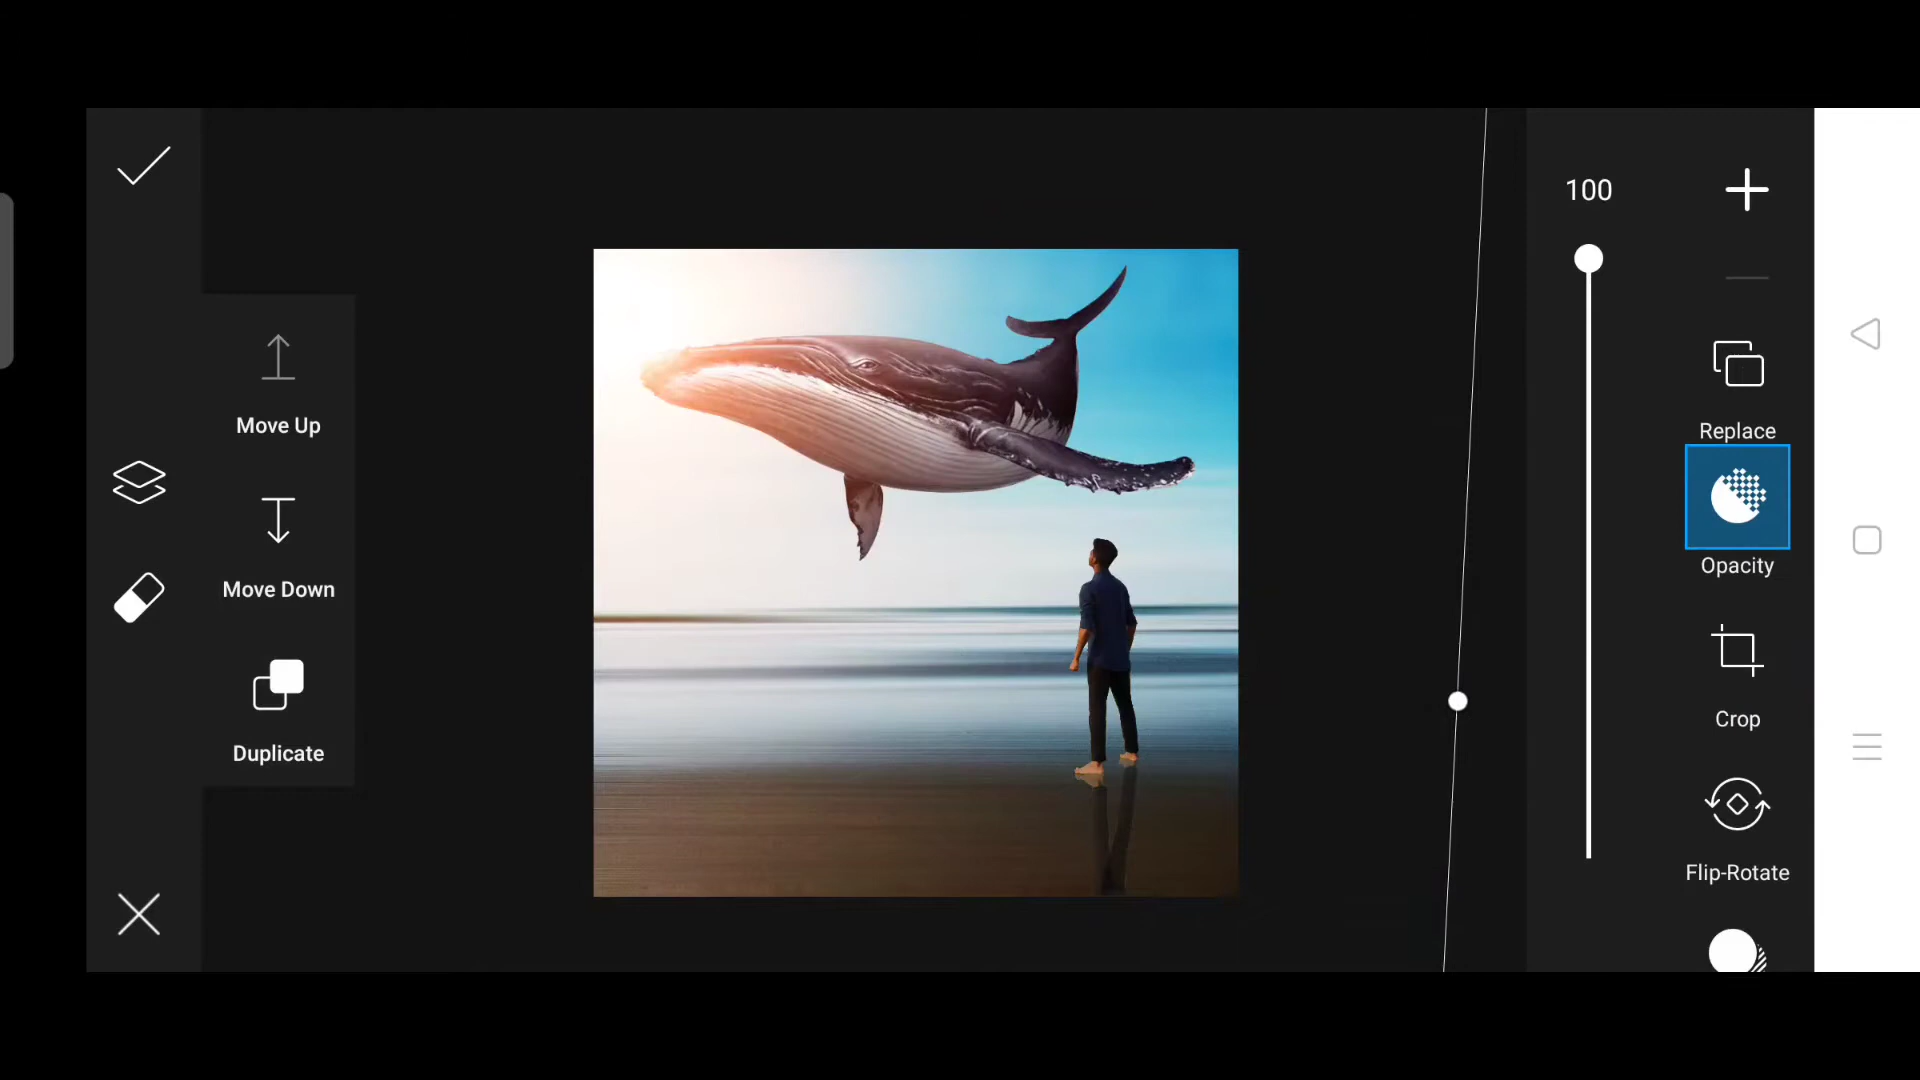 Move Up
Move Down
Duplicate
100
Replace
Opacity
Crop
Flip-Rotate